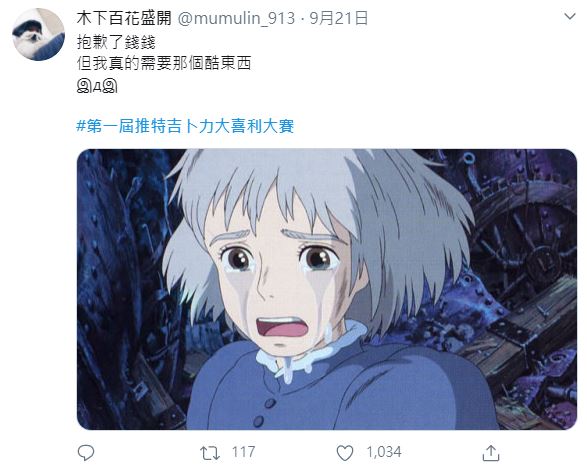 木下百花盛開 @mumulin_913 · 9月21日
抱歉了錢錢
但我真的需要那個酷東西
இдஇ
#第一屆推特吉卜力大喜利大賽
117 1,034